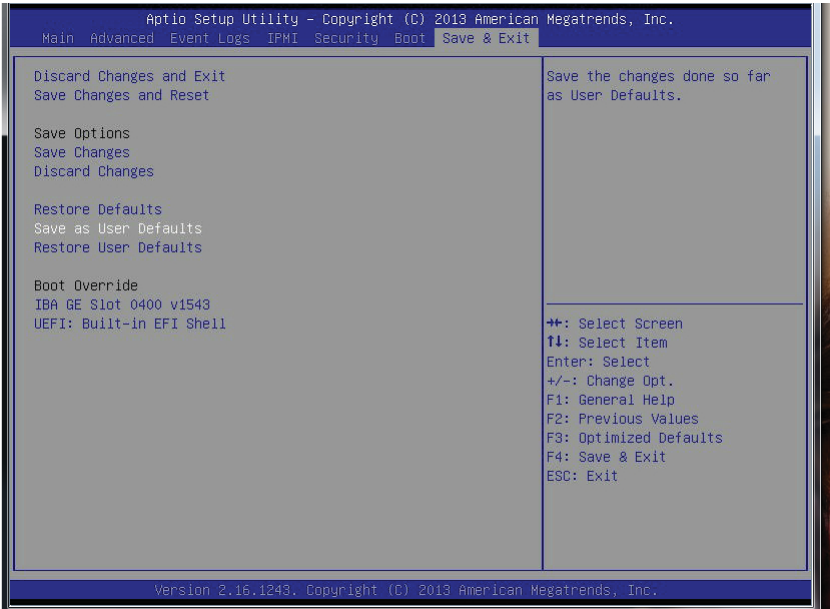 Aptio Setup Utility – Copyright (C) 2013 American Megatrends, Inc.
Main Advanced Event Logs IPMI Security Boot Save & Exit
Discard Changes and Exit
Save Changes and Reset
Save Options
Save Changes
Discard Changes
Restore Defaults
Save as User Defaults
Restore User Defaults
Boot Override
IBA GE Slot 0400 v1543
UEFI: Built-in EFI Shell
Save the changes done so far
as User Defaults.
→←: Select Screen
↑↓: Select Item
Enter: Select
+/-: Change Opt.
F1: General Help
F2: Previous Values
F3: Optimized Defaults
F4: Save & Exit
ESC: Exit
Version 2.16.1243. Copyright (C) 2013 American Megatrends, Inc.